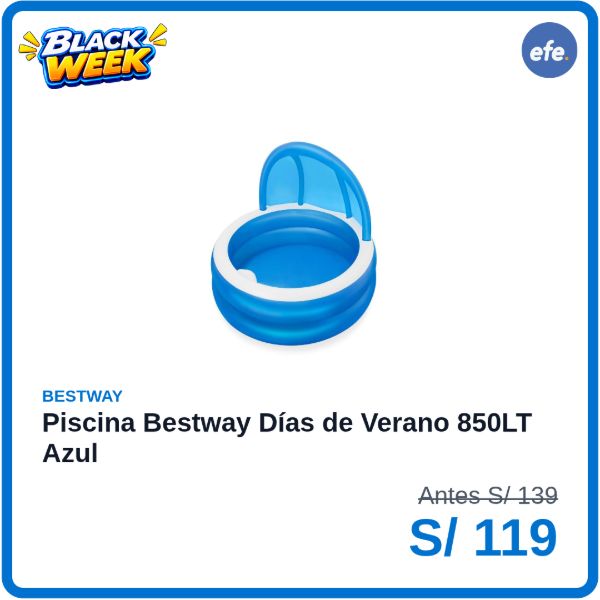 BLACK
WEEK
efe.
BESTWAY
Piscina Bestway Días de Verano 850LT
Azul
Antes S/ 139
S/ 119